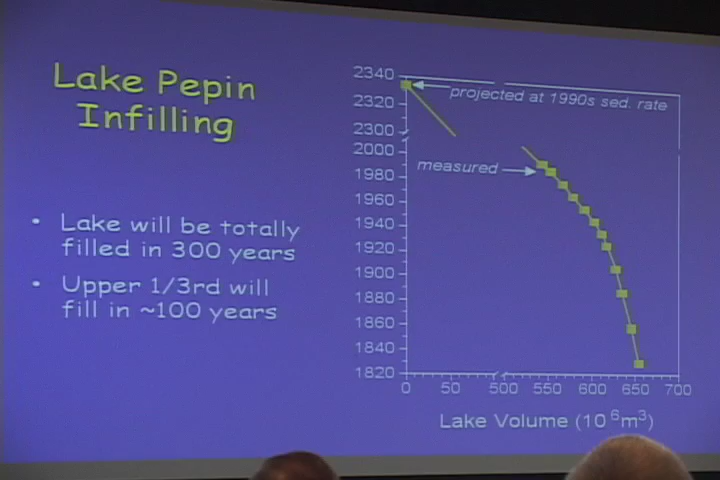 Lake Pepin
Infilling
• Lake will be totally
filled in 300 years
• Upper 1/3rd will
fill in ~100 years
2340
2320
2300
2000
1980
1960
1940
1920
1900
1880
1860
1840
1820
projected at 1990s sed. rate
measured
0 50 500 550 600 650 700
Lake Volume (10⁶m³)